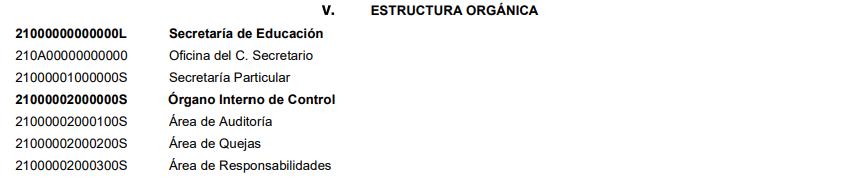 V. ESTRUCTURA ORGÁNICA
21000000000000L Secretaría de Educación
210A00000000000 Oficina del C. Secretario
21000001000000S Secretaría Particular
21000002000000S Órgano Interno de Control
21000002000100S Área de Auditoría
21000002000200S Área de Quejas
21000002000300S Área de Responsabilidades